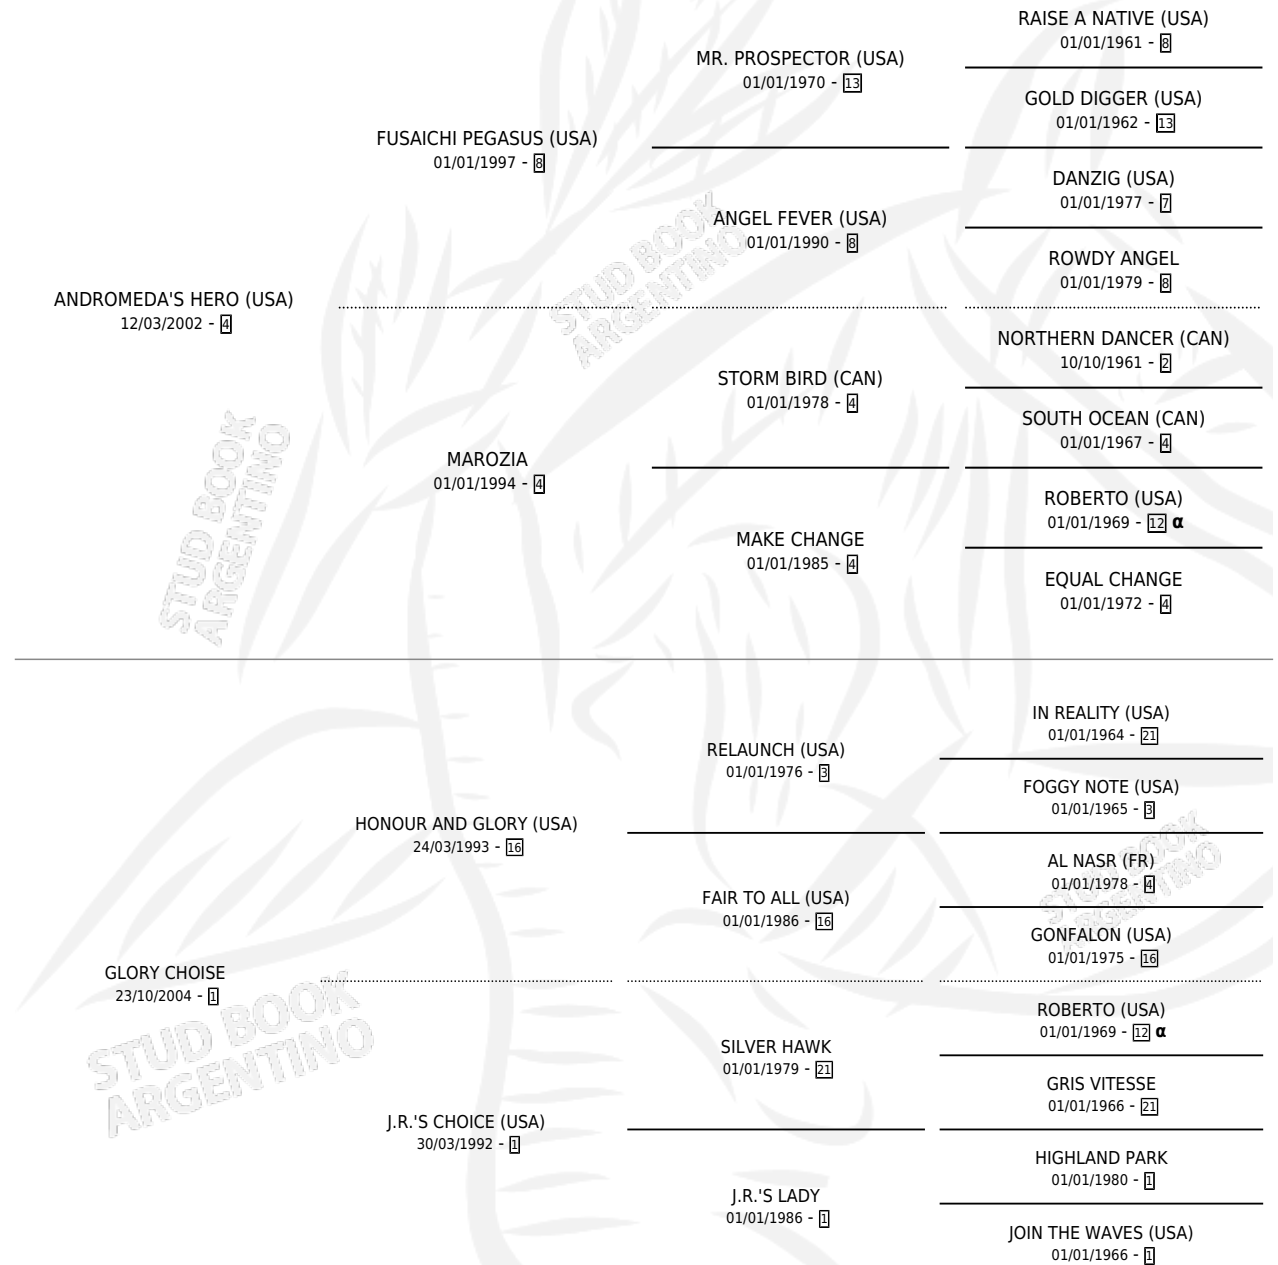 RAISE A NATIVE (USA)
01/01/1961 - 8
MR. PROSPECTOR (USA)
01/01/1970 - 13
GOLD DIGGER (USA)
01/01/1962 - 13
FUSAICHI PEGASUS (USA)
01/01/1997 - 8
DANZIG (USA)
01/01/1977 - 7
ANGEL FEVER (USA)
01/01/1990 - 8
ROWDY ANGEL
01/01/1979 - 8
ANDROMEDA'S HERO (USA)
12/03/2002 - 4
NORTHERN DANCER (CAN)
10/10/1961 - 2
STORM BIRD (CAN)
01/01/1978 - 4
SOUTH OCEAN (CAN)
01/01/1967 - 4
MAROZIA
01/01/1994 - 4
ROBERTO (USA)
01/01/1969 - 12 α
MAKE CHANGE
01/01/1985 - 4
EQUAL CHANGE
01/01/1972 - 4
IN REALITY (USA)
01/01/1964 - 21
RELAUNCH (USA)
01/01/1976 - 3
FOGGY NOTE (USA)
01/01/1965 - 3
HONOUR AND GLORY (USA)
24/03/1993 - 16
AL NASR (FR)
01/01/1978 - 4
FAIR TO ALL (USA)
01/01/1986 - 16
GONFALON (USA)
01/01/1975 - 16
GLORY CHOISE
23/10/2004 - 1
ROBERTO (USA)
01/01/1969 - 12 α
SILVER HAWK
01/01/1979 - 21
GRIS VITESSE
01/01/1966 - 21
J.R.'S CHOICE (USA)
30/03/1992 - 1
HIGHLAND PARK
01/01/1980 - 1
J.R.'S LADY
01/01/1986 - 1
JOIN THE WAVES (USA)
01/01/1966 - 1
STUD BOOK
ARGENTINO
STUD BOOK
ARGENTINO
STUD BOOK
ARGENTINO
STUD BOOK
ARGENTINO